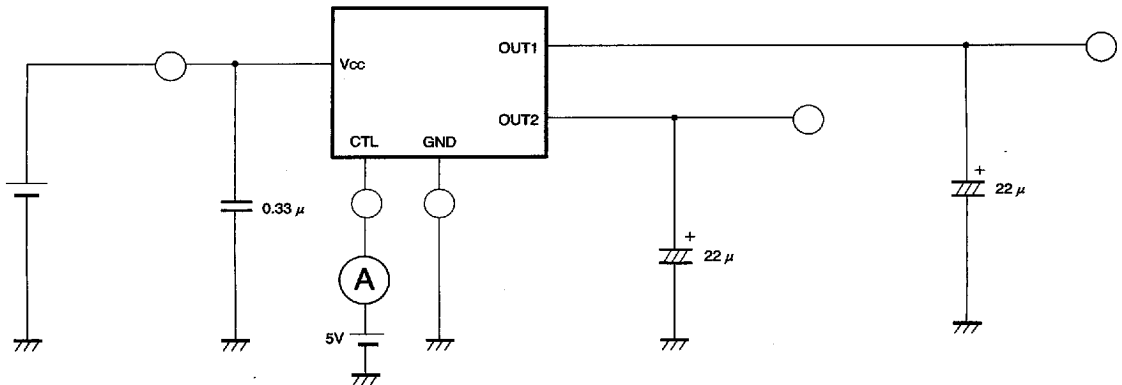 OUT1
Vcc
OUT2
CTL
GND
+
22 μ
0.33 μ
+
22 μ
A
5V